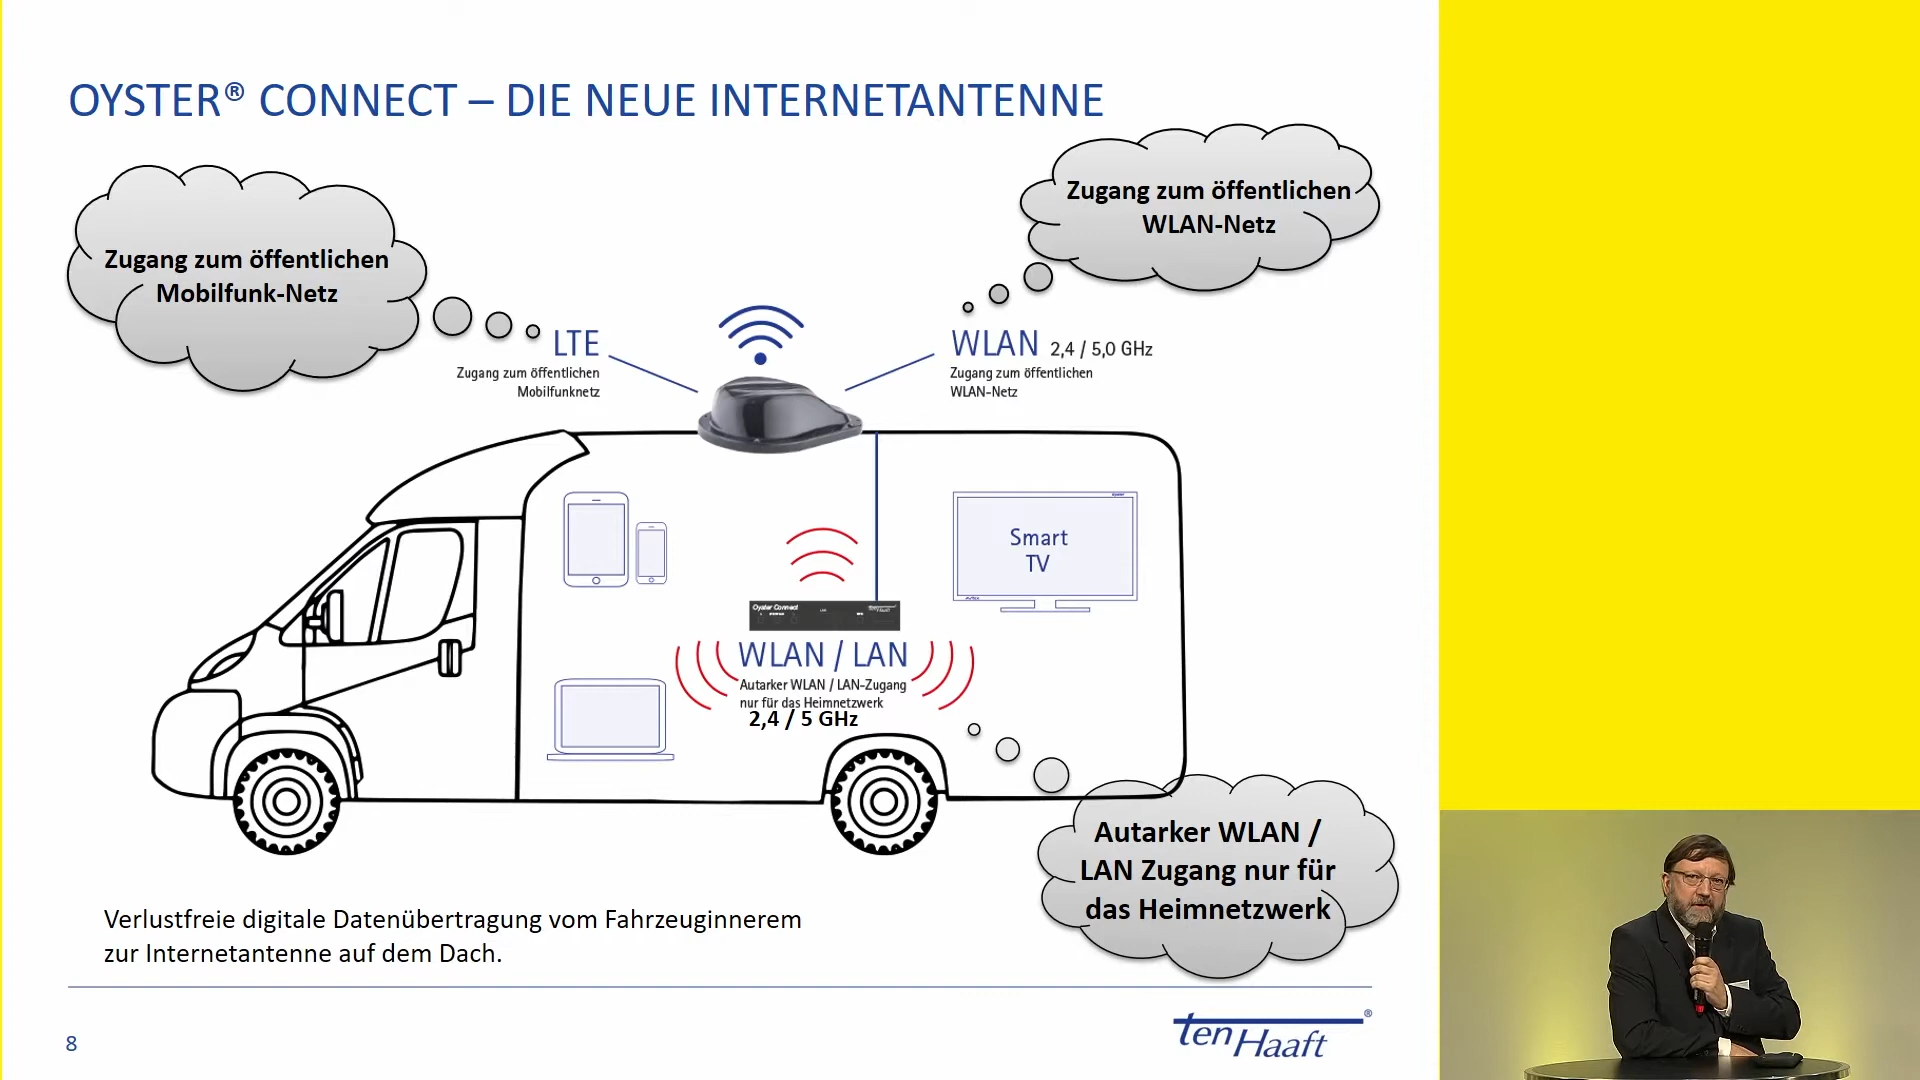 OYSTER® CONNECT – DIE NEUE INTERNETANTENNE
Zugang zum öffentlichen
Mobilfunk-Netz
Zugang zum öffentlichen
WLAN-Netz
LTE
Zugang zum öffentlichen
Mobilfunknetz
WLAN 2,4 / 5,0 GHz
Zugang zum öffentlichen
WLAN-Netz
Smart
TV
Oyster Connect
WLAN / LAN
Autarker WLAN / LAN-Zugang
nur für das Heimnetzwerk
2,4 / 5 GHz
Autarker WLAN /
LAN Zugang nur für
das Heimnetzwerk
Verlustfreie digitale Datenübertragung vom Fahrzeuginnerem
zur Internetantenne auf dem Dach.
8
ten Haaft®